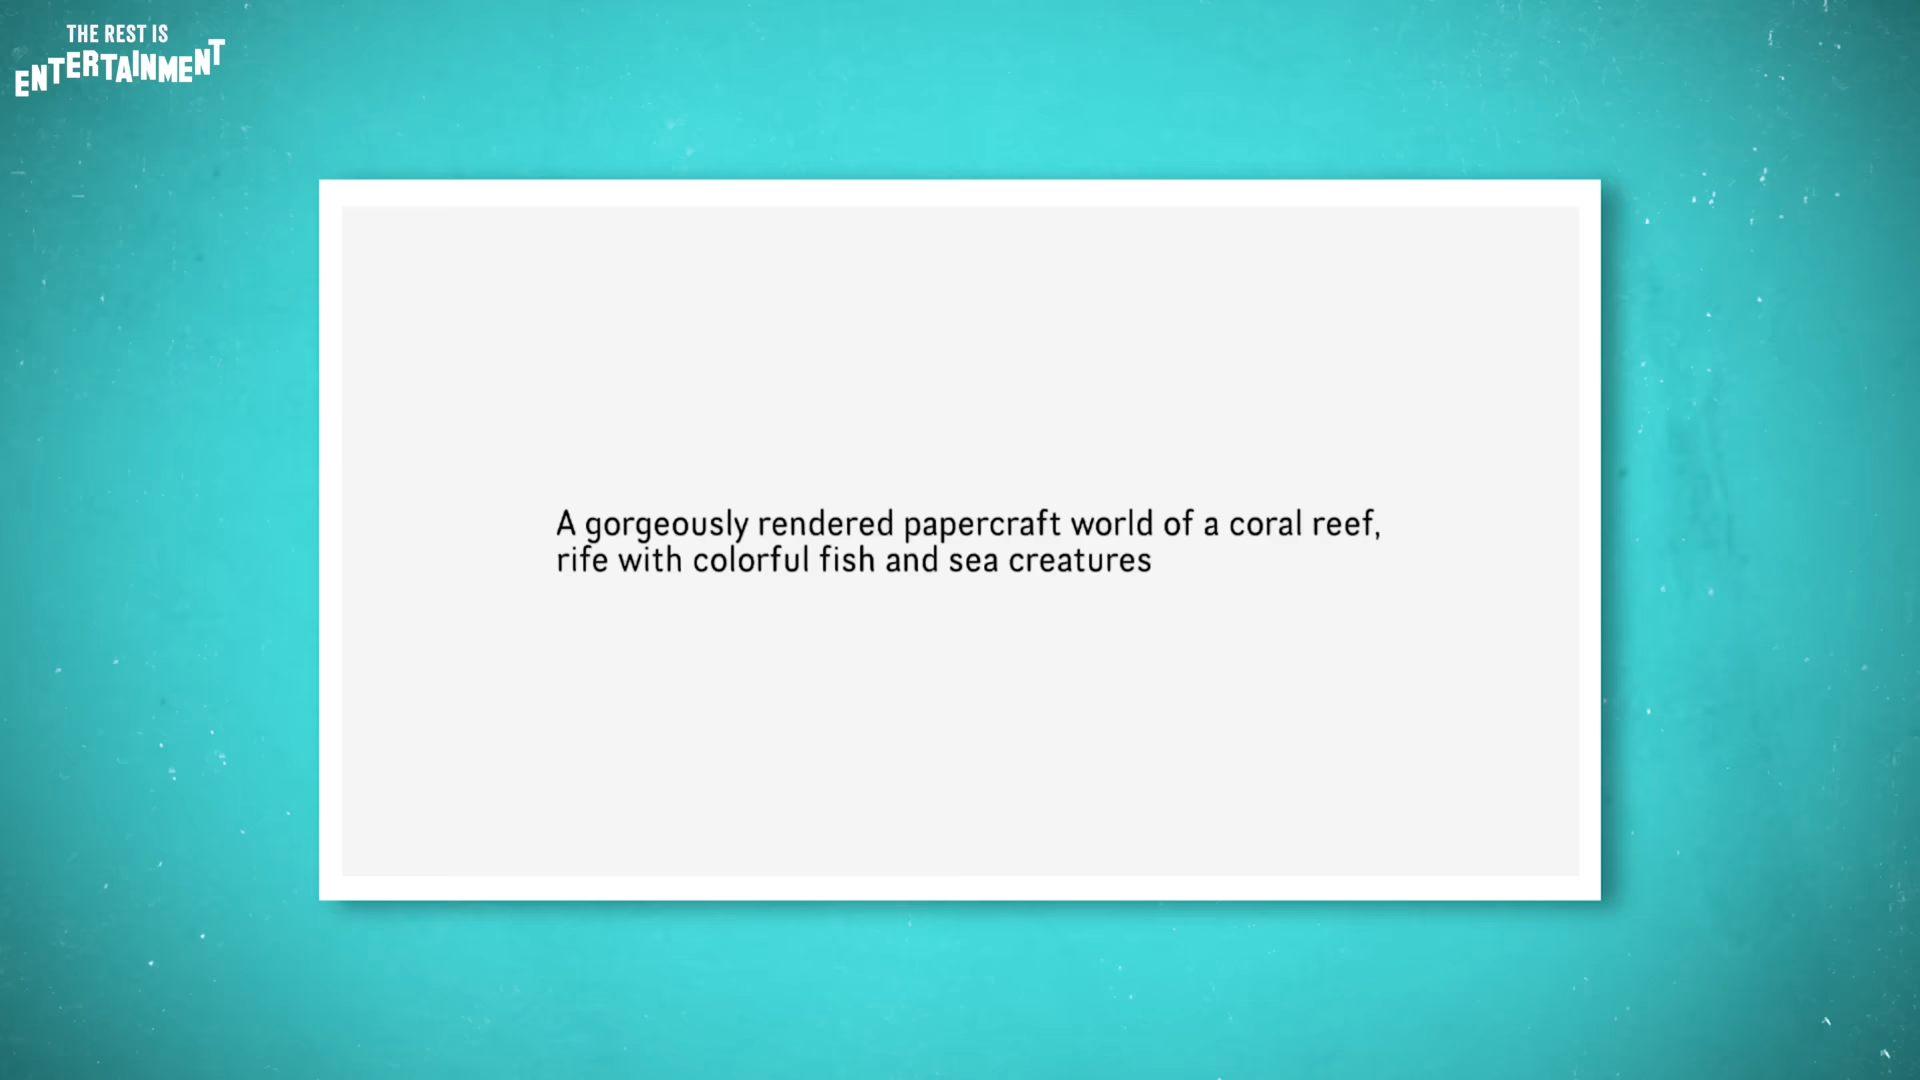 THE REST IS
ENTERTAINMENT
A gorgeously rendered papercraft world of a coral reef,
rife with colorful fish and sea creatures